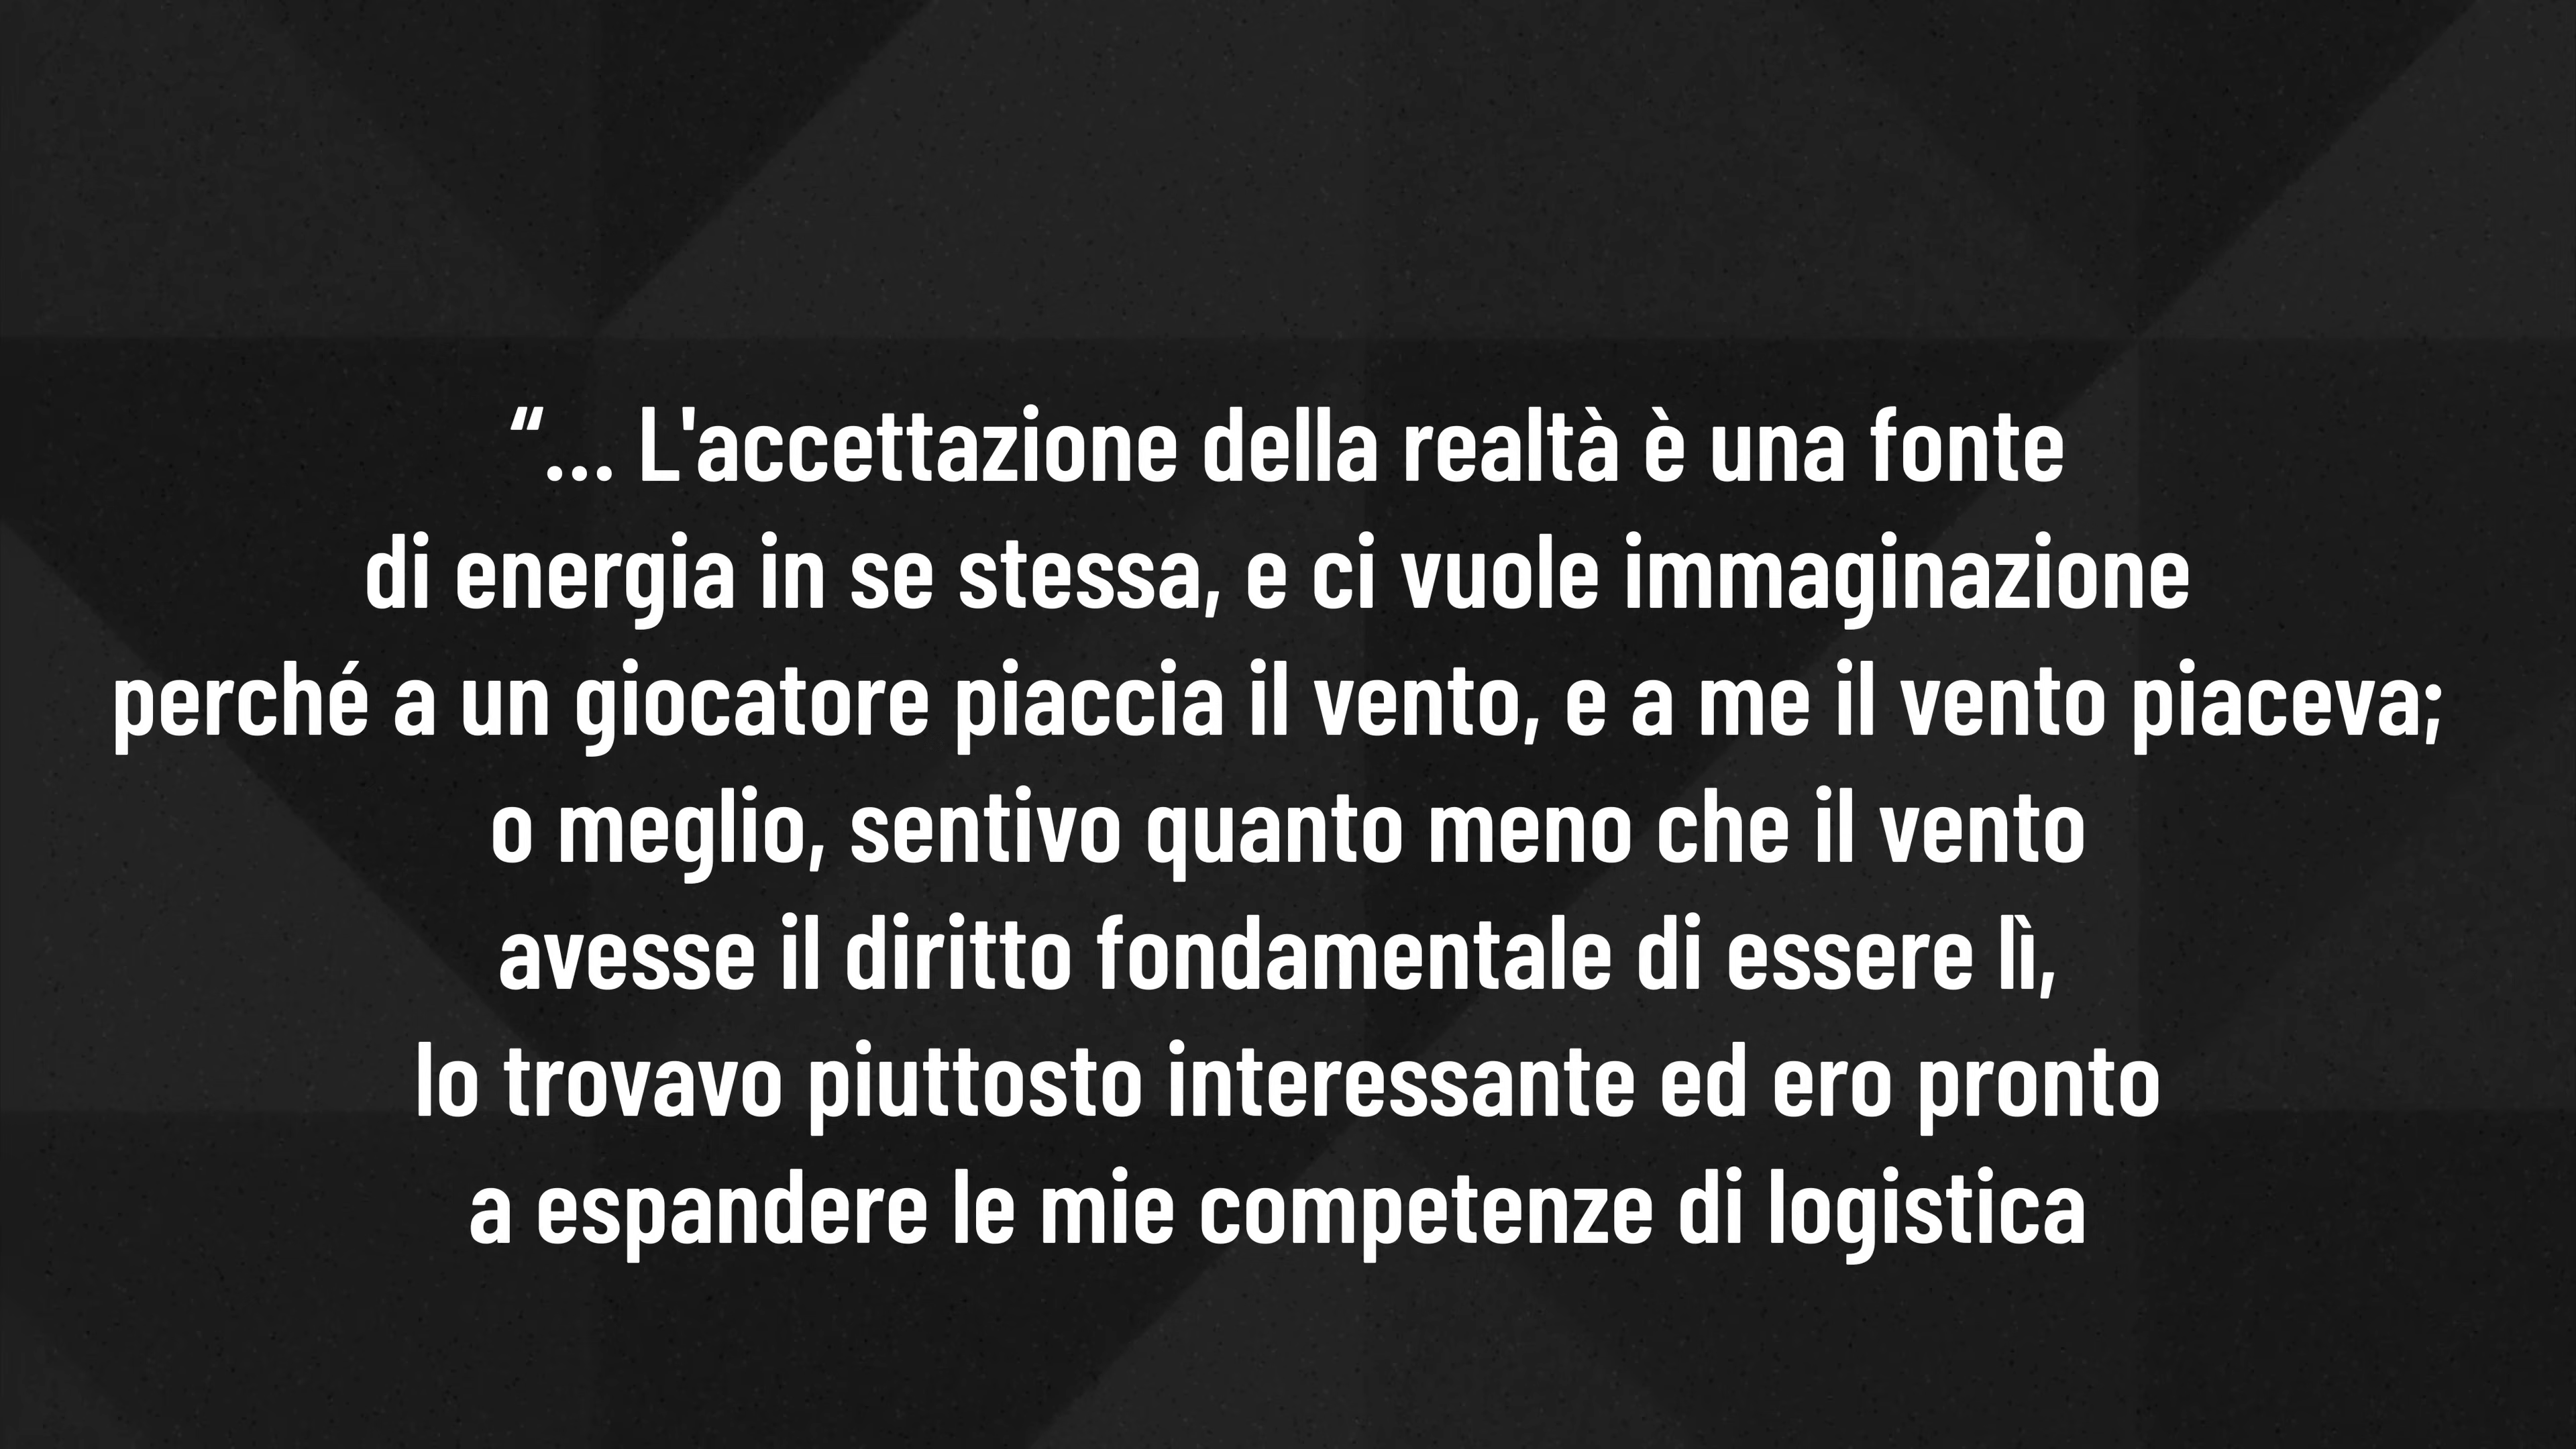 “... L'accettazione della realtà è una fonte
di energia in se stessa, e ci vuole immaginazione
perché a un giocatore piaccia il vento, e a me il vento piaceva;
o meglio, sentivo quanto meno che il vento
avesse il diritto fondamentale di essere lì,
lo trovavo piuttosto interessante ed ero pronto
a espandere le mie competenze di logistica